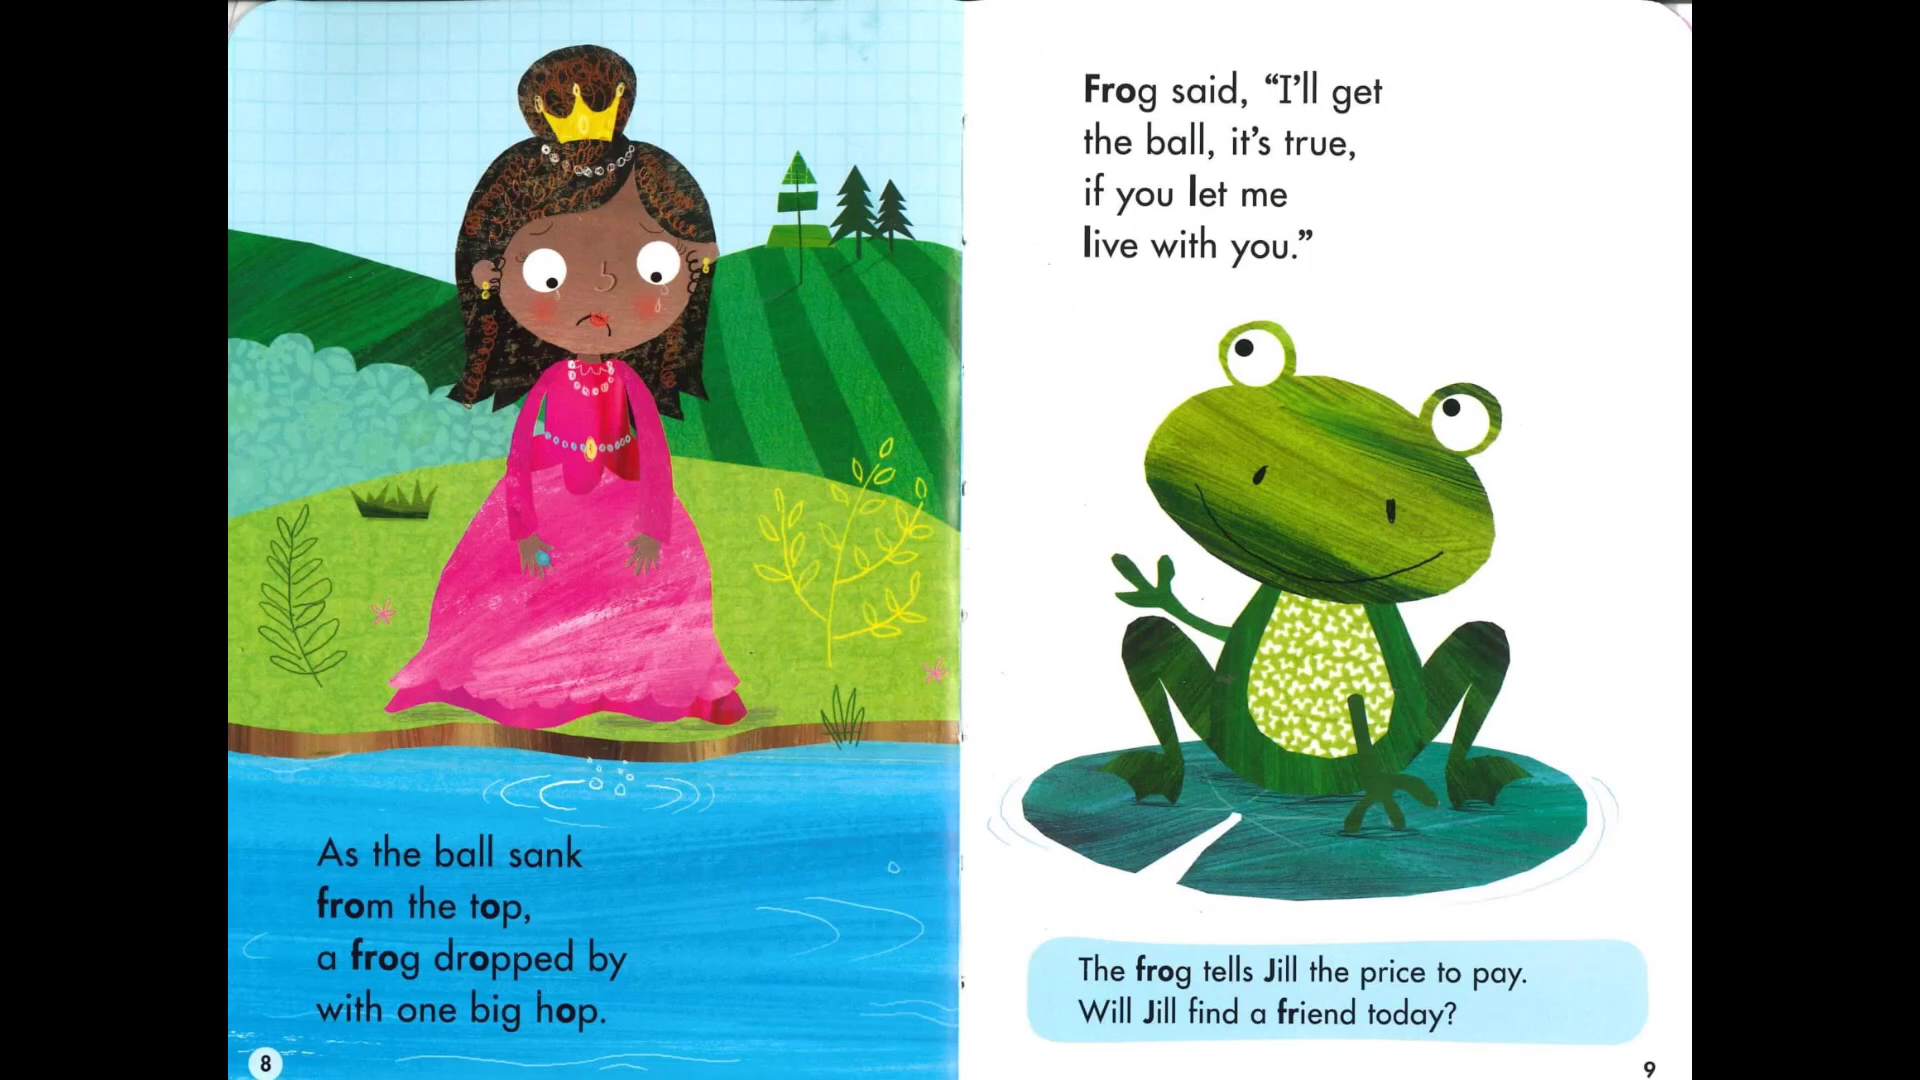 As the ball sank
from the top,
a frog dropped by
with one big hop.
8
Frog said, “I’ll get
the ball, it’s true,
if you let me
live with you.”
The frog tells Jill the price to pay.
Will Jill find a friend today?
9